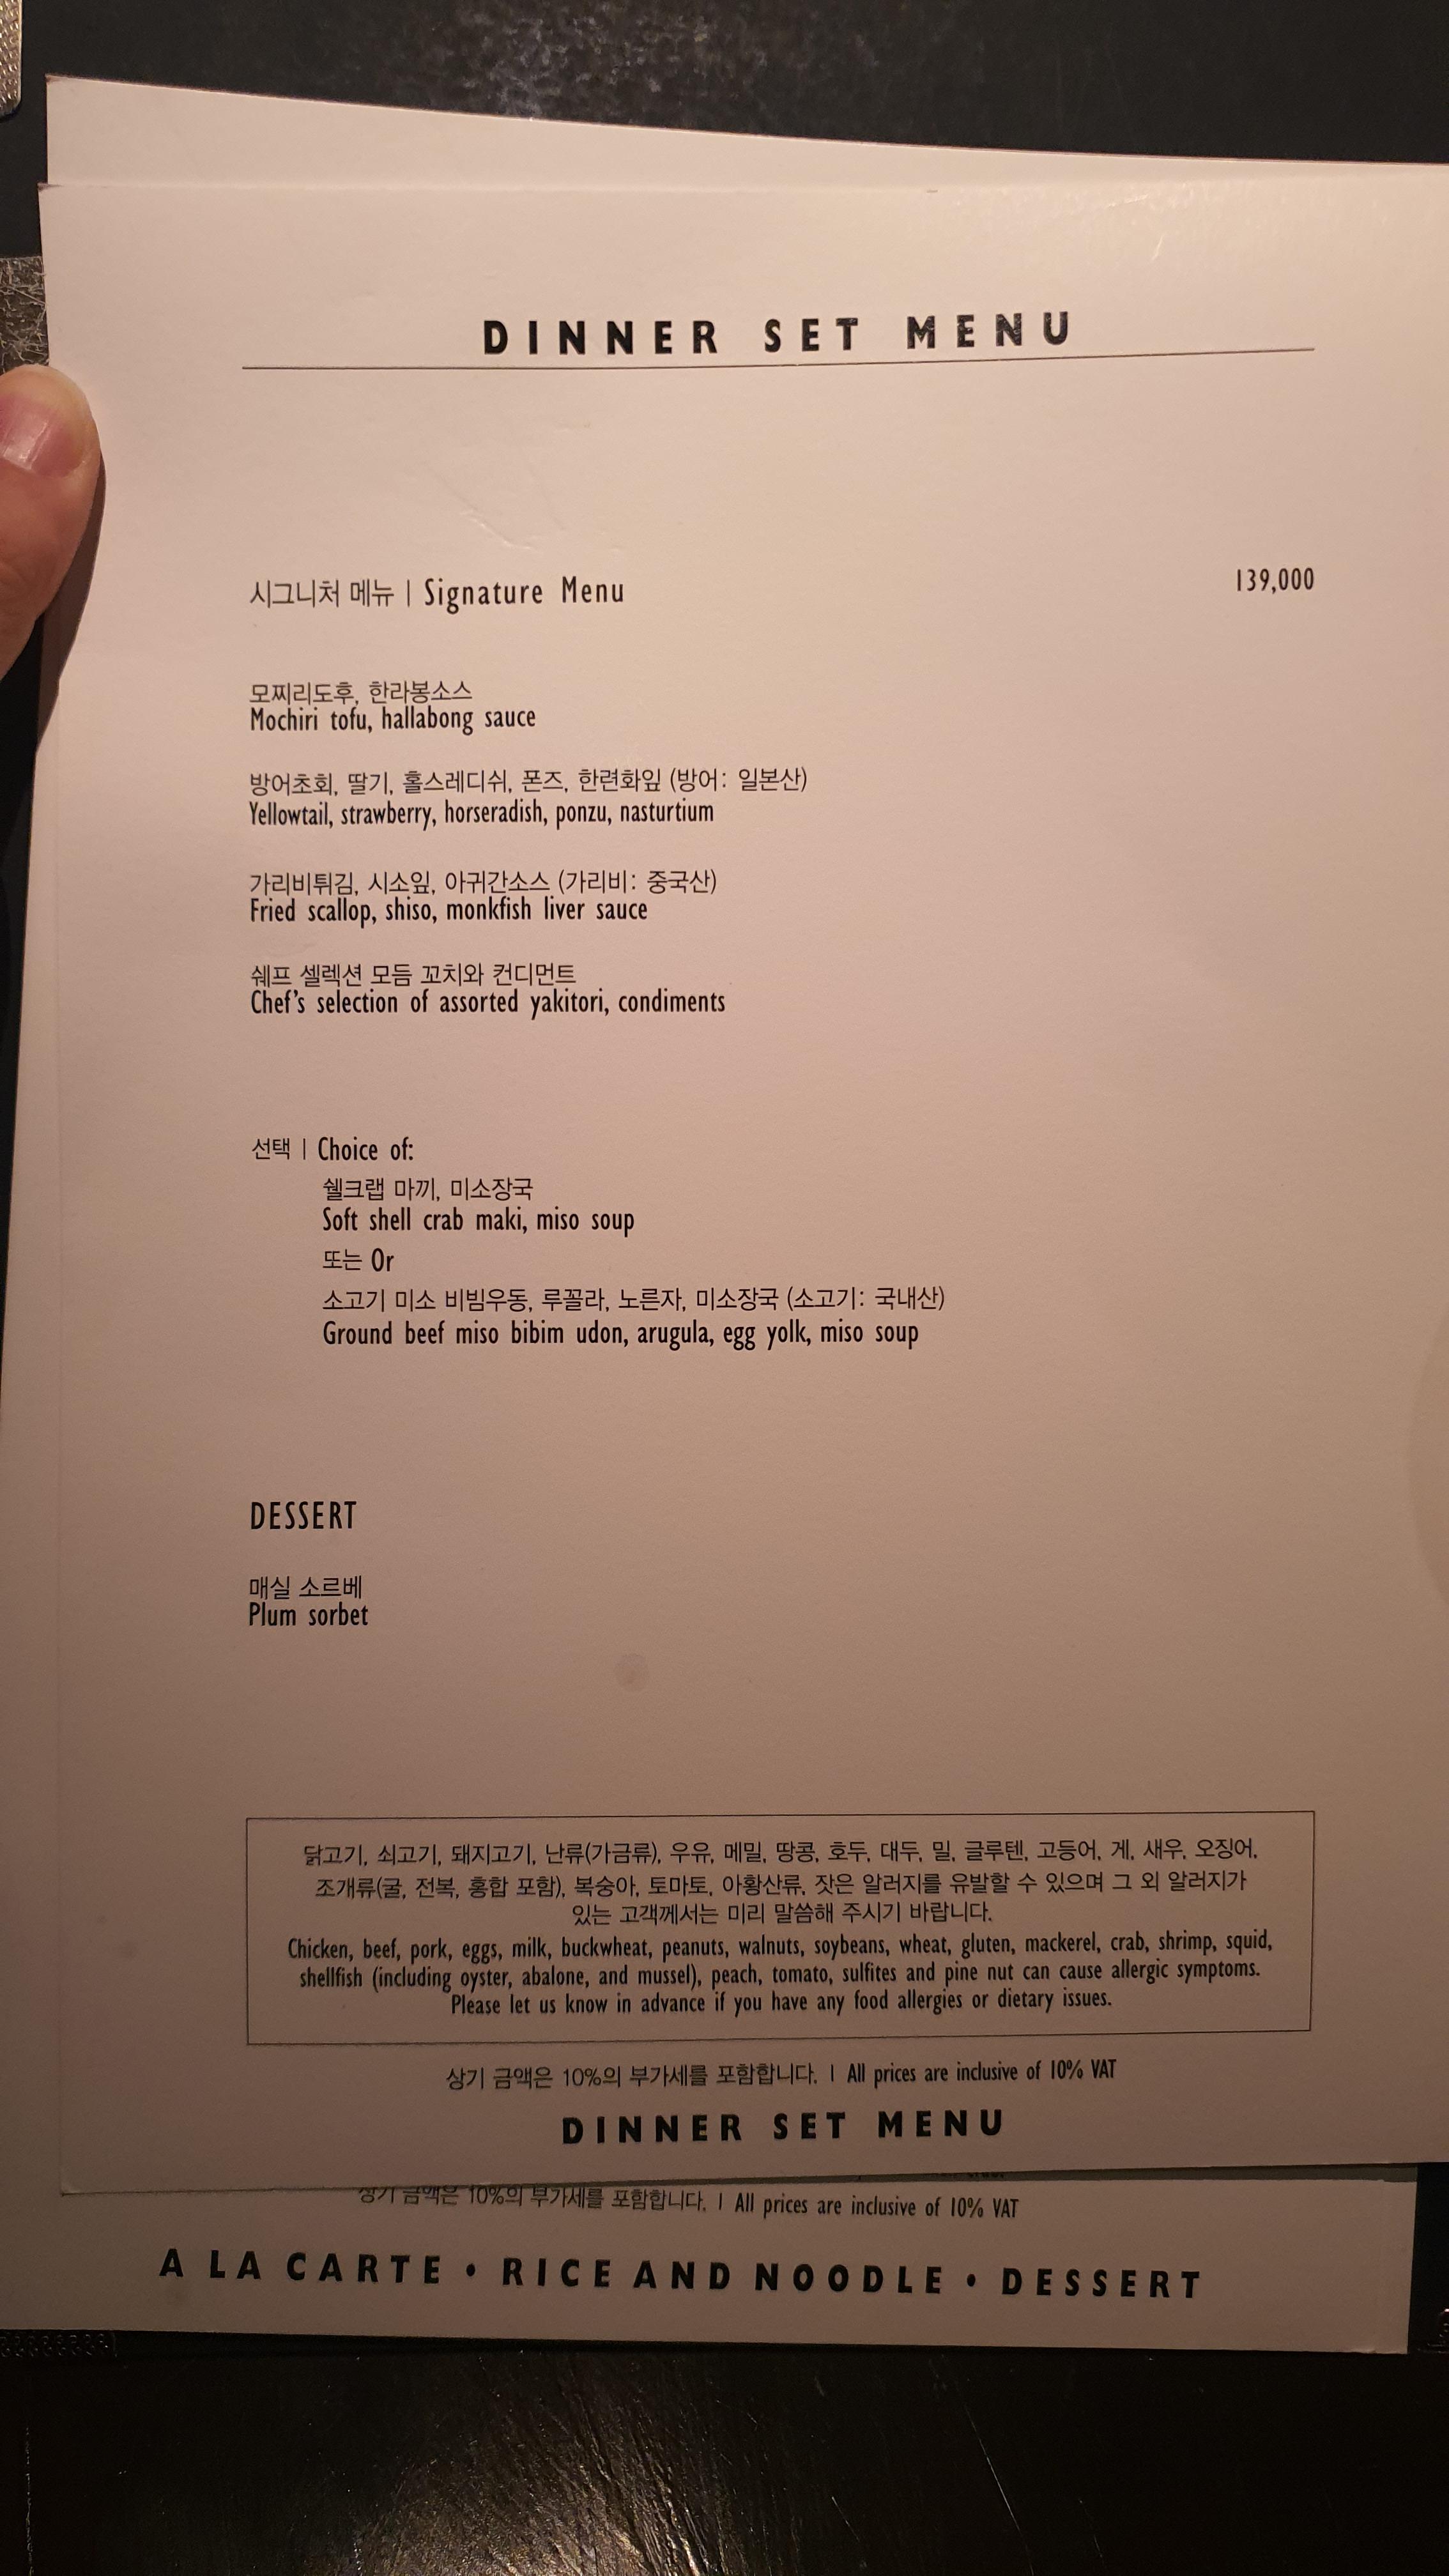 DINNER SET MENU
시그니처 메뉴 | Signature Menu 139,000
모찌리도후, 한라봉소스
Mochiri tofu, hallabong sauce
방어초회, 딸기, 홀스레디쉬, 폰즈, 한련화잎 (방어: 일본산)
Yellowtail, strawberry, horseradish, ponzu, nasturtium
가리비튀김, 시소잎, 아귀간소스 (가리비: 중국산)
Fried scallop, shiso, monkfish liver sauce
쉐프 셀렉션 모듬 꼬치와 컨디먼트
Chef's selection of assorted yakitori, condiments
선택 | Choice of:
쉘크랩 마끼, 미소장국
Soft shell crab maki, miso soup
또는 Or
소고기 미소 비빔우동, 루꼴라, 노른자, 미소장국 (소고기: 국내산)
Ground beef miso bibim udon, arugula, egg yolk, miso soup
DESSERT
매실 소르베
Plum sorbet
닭고기, 쇠고기, 돼지고기, 난류(가금류), 우유, 메밀, 땅콩, 호두, 대두, 밀, 글루텐, 고등어, 게, 새우, 오징어,
조개류(굴, 전복, 홍합 포함), 복숭아, 토마토, 아황산류, 잣은 알러지를 유발할 수 있으며 그 외 알러지가
있는 고객께서는 미리 말씀해 주시기 바랍니다.
Chicken, beef, pork, eggs, milk, buckwheat, peanuts, walnuts, soybeans, wheat, gluten, mackerel, crab, shrimp, squid,
shellfish (including oyster, abalone, and mussel), peach, tomato, sulfites and pine nut can cause allergic symptoms.
Please let us know in advance if you have any food allergies or dietary issues.
상기 금액은 10%의 부가세를 포함합니다. | All prices are inclusive of 10% VAT
DINNER SET MENU
상기 금액은 10%의 부가세를 포함합니다. | All prices are inclusive of 10% VAT
A LA CARTE • RICE AND NOODLE • DESSERT